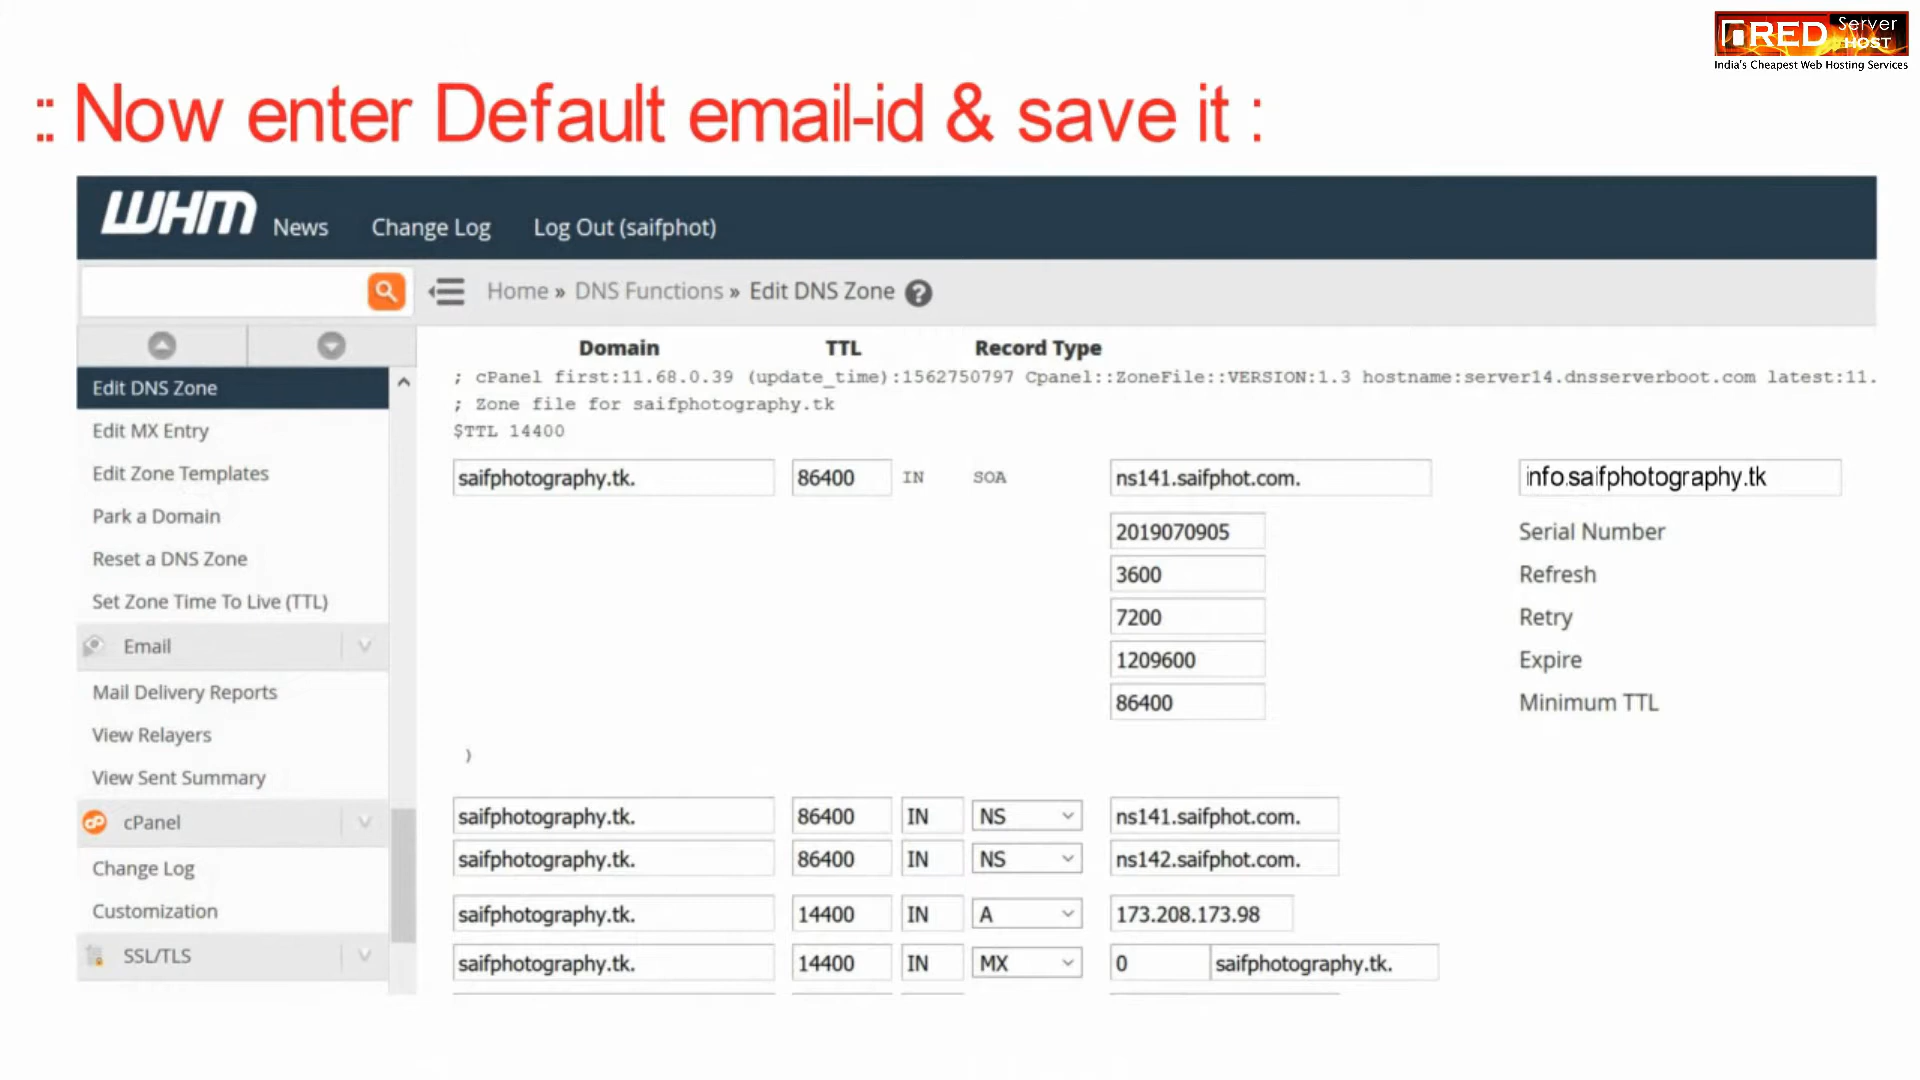 RED Server HOST
India's Cheapest Web Hosting Services
:: Now enter Default email-id & save it :
WHM News Change Log Log Out (saifphot)
Home » DNS Functions » Edit DNS Zone ?
Edit DNS Zone
Edit MX Entry
Edit Zone Templates
Park a Domain
Reset a DNS Zone
Set Zone Time To Live (TTL)
Email
Mail Delivery Reports
View Relayers
View Sent Summary
cPanel
Change Log
Customization
SSL/TLS
Domain TTL Record Type
; cPanel first:11.68.0.39 (update_time):1562750797 Cpanel::ZoneFile::VERSION:1.3 hostname:server14.dnsserverboot.com latest:11.
; Zone file for saifphotography.tk
$TTL 14400
saifphotography.tk. 86400 IN SOA ns141.saifphot.com. info.saifphotography.tk
2019070905 Serial Number
3600 Refresh
7200 Retry
1209600 Expire
86400 Minimum TTL
)
saifphotography.tk. 86400 IN NS ns141.saifphot.com.
saifphotography.tk. 86400 IN NS ns142.saifphot.com.
saifphotography.tk. 14400 IN A 173.208.173.98
saifphotography.tk. 14400 IN MX 0 saifphotography.tk.